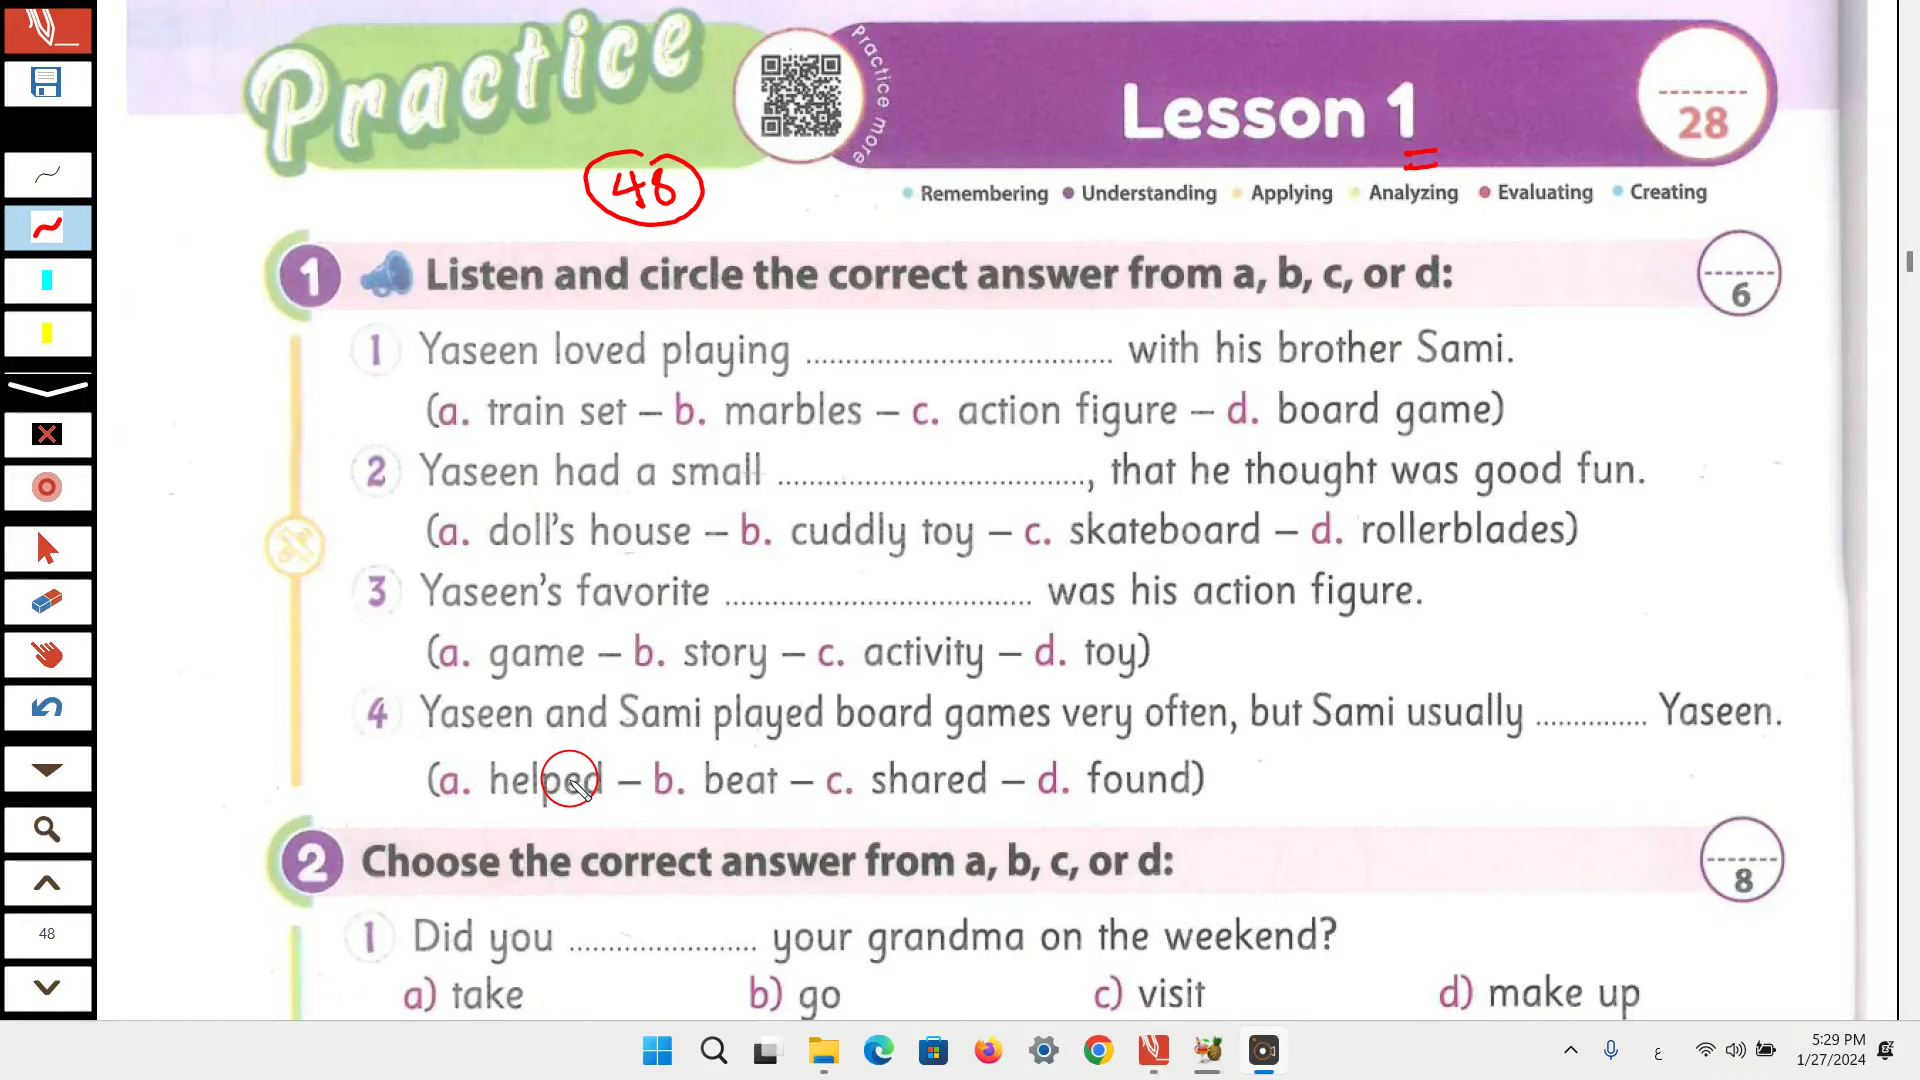 Practice
Practice more
Lesson 1
28
48
Remembering Understanding Applying Analyzing Evaluating Creating
1 Listen and circle the correct answer from a, b, c, or d:
6
1 Yaseen loved playing ........................................ with his brother Sami.
(a. train set – b. marbles – c. action figure – d. board game)
2 Yaseen had a small ........................................, that he thought was good fun.
(a. doll's house – b. cuddly toy – c. skateboard – d. rollerblades)
3 Yaseen's favorite ........................................ was his action figure.
(a. game – b. story – c. activity – d. toy)
4 Yaseen and Sami played board games very often, but Sami usually ............... Yaseen.
(a. helped – b. beat – c. shared – d. found)
2 Choose the correct answer from a, b, c, or d:
8
1 Did you ........................ your grandma on the weekend?
a) take b) go c) visit d) make up
48
ع
5:29 PM
1/27/2024